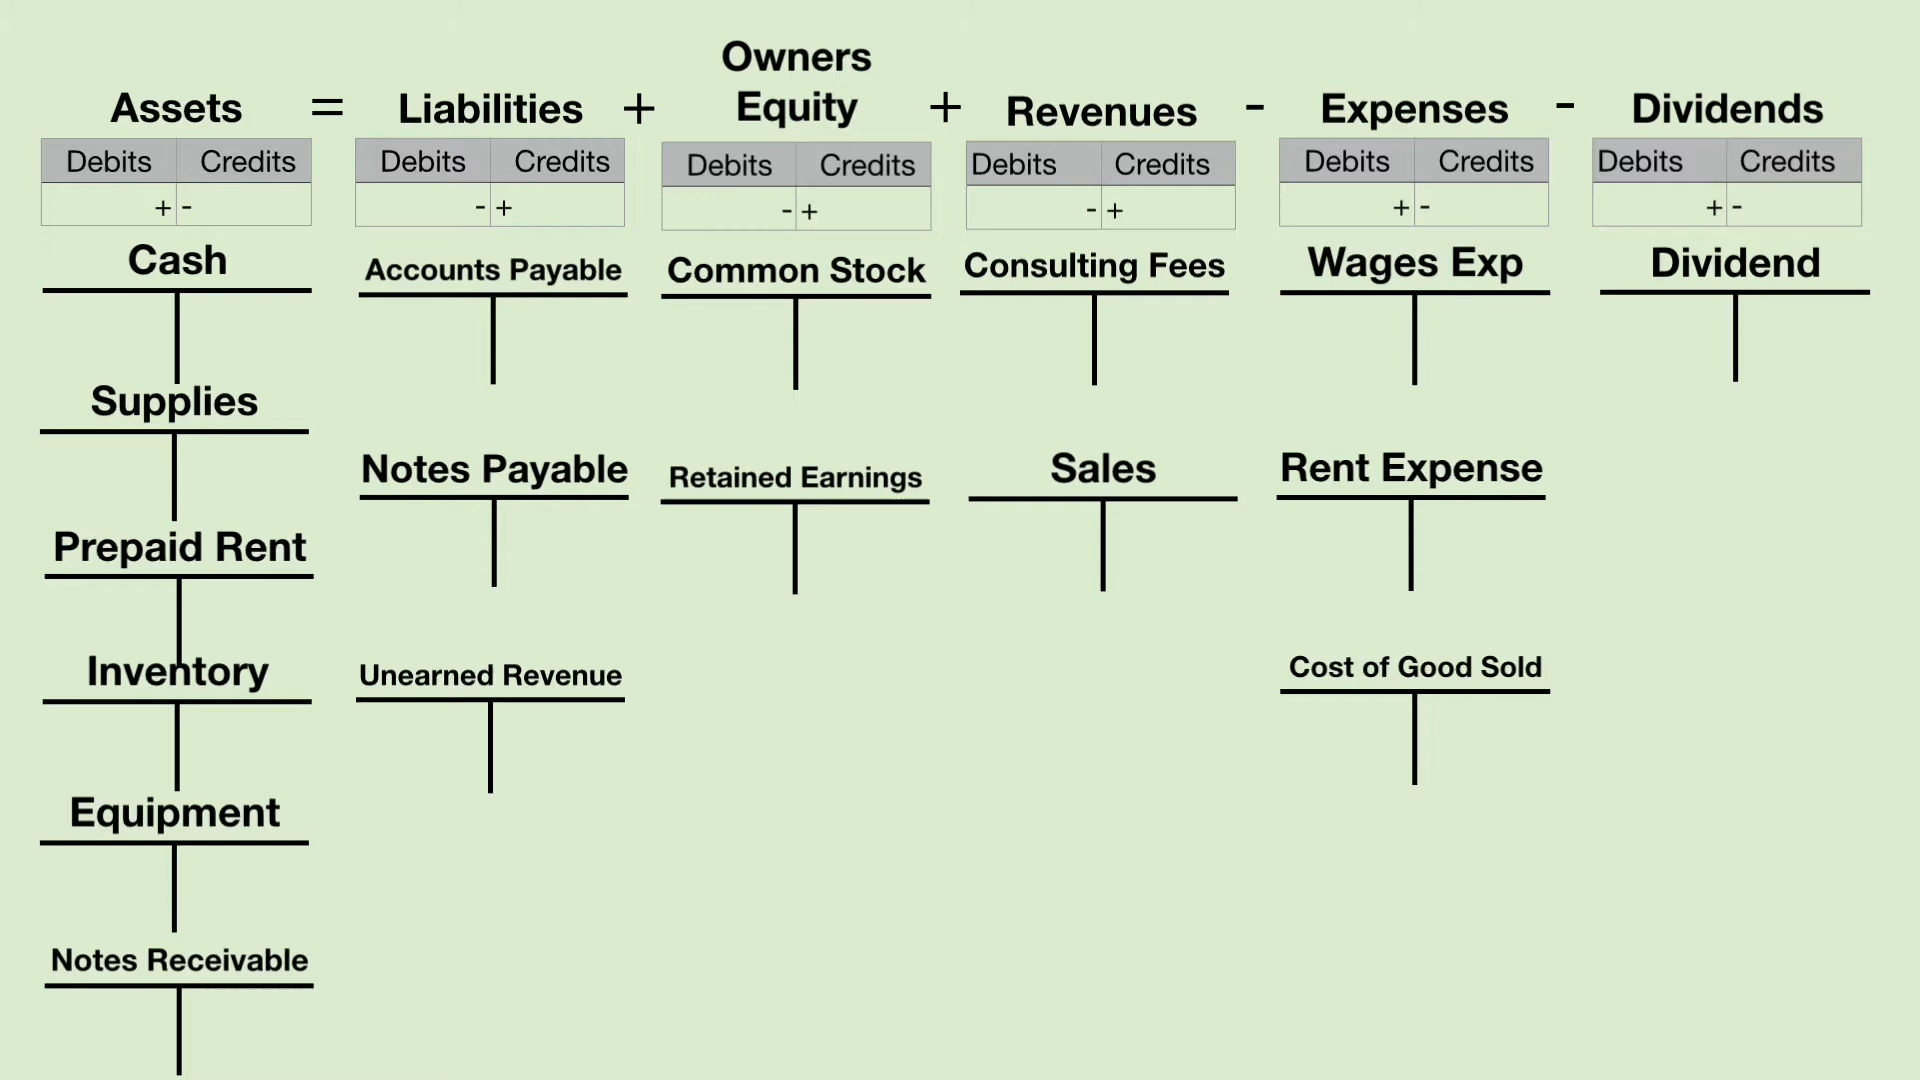 Owners
Assets = Liabilities + Equity + Revenues - Expenses - Dividends
Debits Credits Debits Credits Debits Credits Debits Credits Debits Credits Debits Credits
+ - - + - + - + + - + -
Cash Accounts Payable Common Stock Consulting Fees Wages Exp Dividend
Supplies
Notes Payable Retained Earnings Sales Rent Expense
Prepaid Rent
Inventory Unearned Revenue Cost of Good Sold
Equipment
Notes Receivable